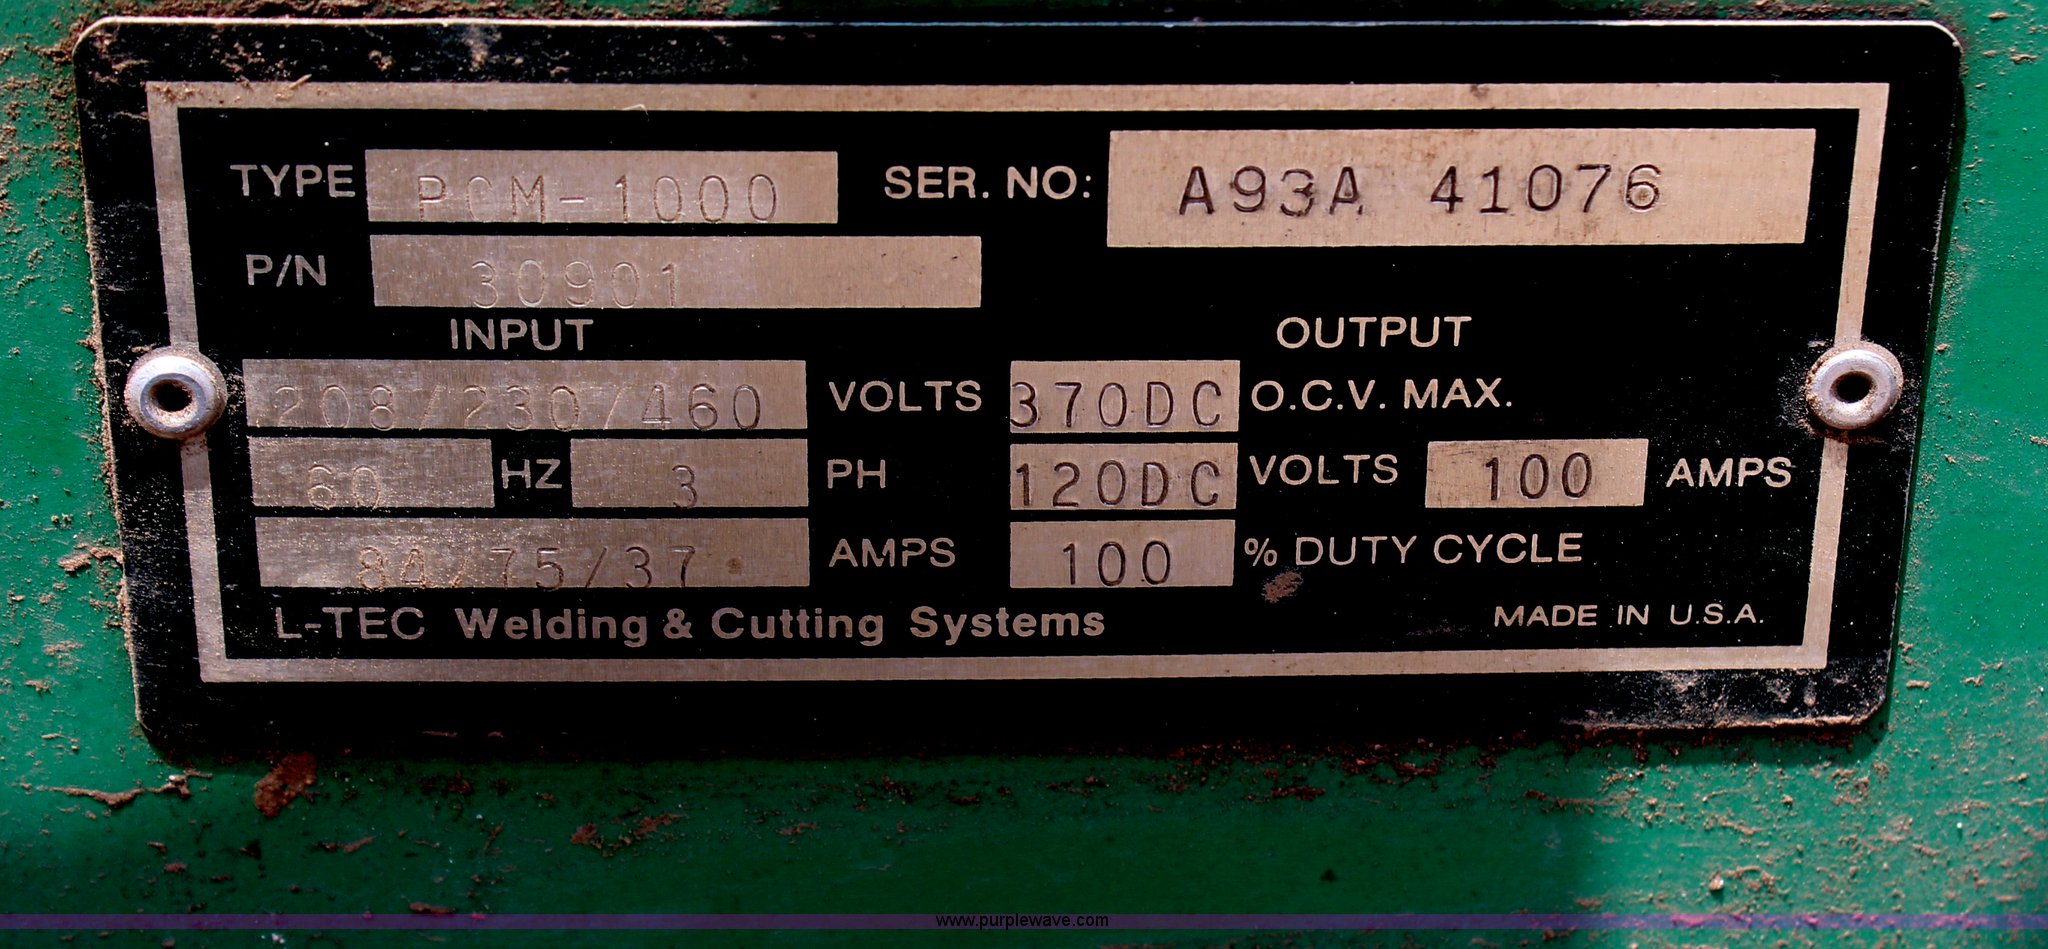 TYPE PCM-1000 SER. NO: A93A 41076
P/N 30901
INPUT OUTPUT
208/230/460 VOLTS 370DC O.C.V. MAX.
60 HZ 3 PH 120DC VOLTS 100 AMPS
84/75/37 AMPS 100 % DUTY CYCLE
L-TEC Welding & Cutting Systems MADE IN U.S.A.
www.purplewave.com